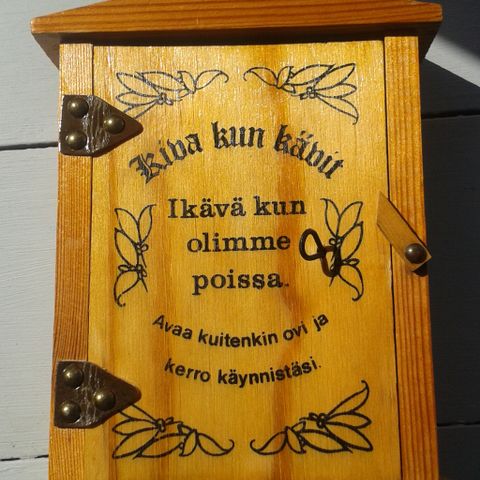 Kiva kun kävit
Ikävä kun
olimme
poissa.
Avaa kuitenkin ovi ja
kerro käynnistäsi.